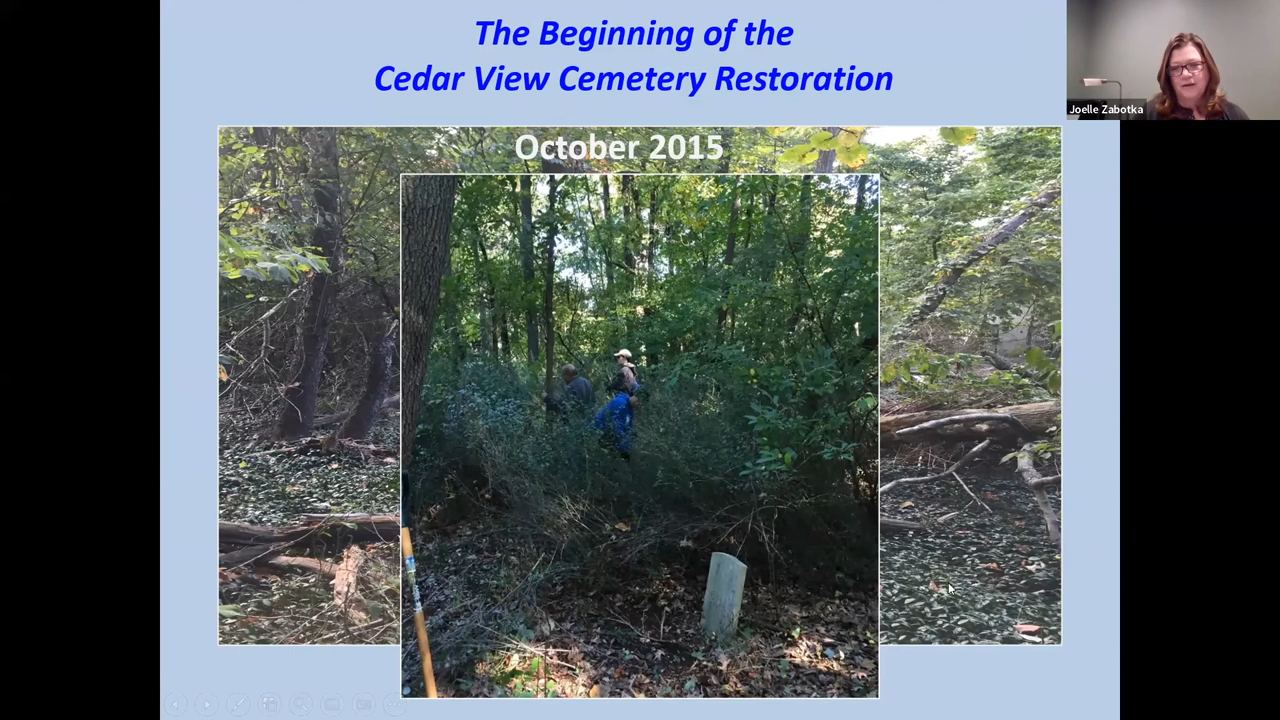 The Beginning of the
Cedar View Cemetery Restoration
October 2015
Joelle Zabotka